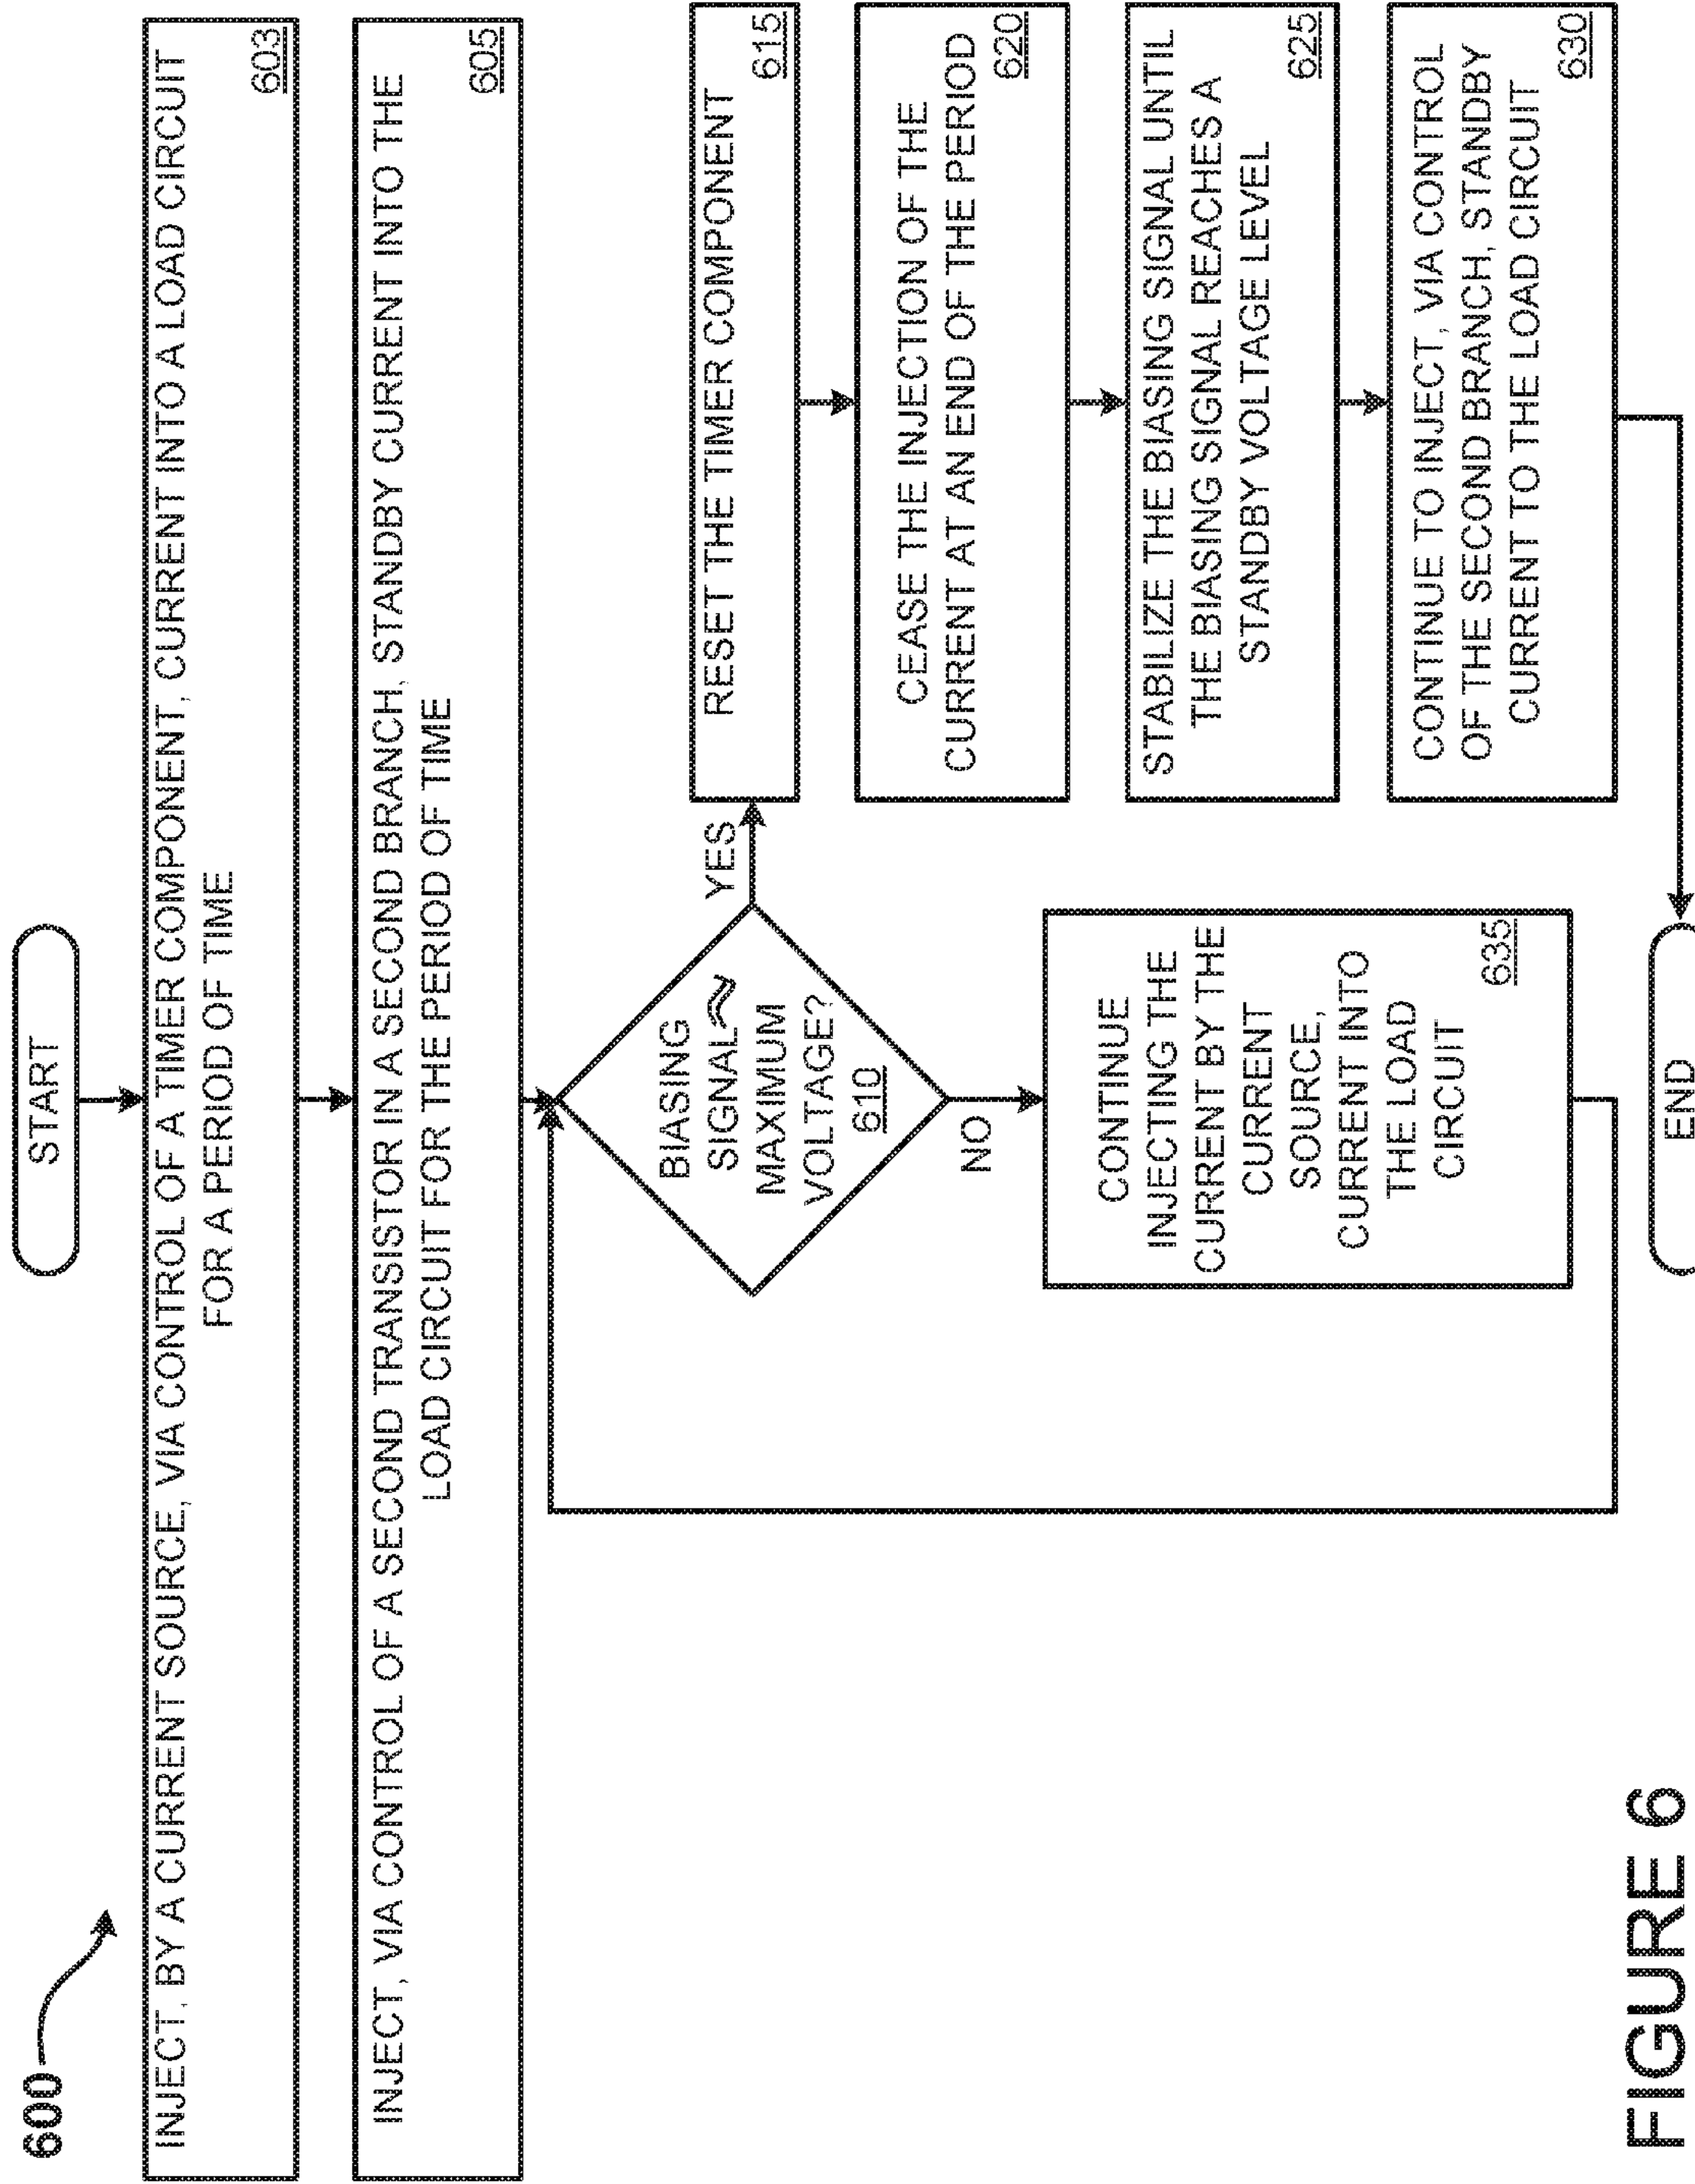 600
START
INJECT, BY A CURRENT SOURCE, VIA CONTROL OF A TIMER COMPONENT, CURRENT INTO A LOAD CIRCUIT
FOR A PERIOD OF TIME
603
INJECT, VIA CONTROL OF A SECOND TRANSISTOR IN A SECOND BRANCH, STANDBY CURRENT INTO THE
LOAD CIRCUIT FOR THE PERIOD OF TIME
605
BIASING
SIGNAL ≈
MAXIMUM
VOLTAGE?
610
YES
NO
RESET THE TIMER COMPONENT
615
CEASE THE INJECTION OF THE
CURRENT AT AN END OF THE PERIOD
620
STABILIZE THE BIASING SIGNAL UNTIL
THE BIASING SIGNAL REACHES A
STANDBY VOLTAGE LEVEL
625
CONTINUE TO INJECT, VIA CONTROL
OF THE SECOND BRANCH, STANDBY
CURRENT TO THE LOAD CIRCUIT
630
CONTINUE
INJECTING THE
CURRENT BY THE
CURRENT
SOURCE,
CURRENT INTO
THE LOAD
CIRCUIT
635
END
FIGURE 6